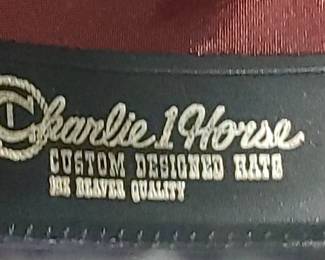 Charlie 1 Horse
CUSTOM DESIGNED HATS
BEAVER QUALITY